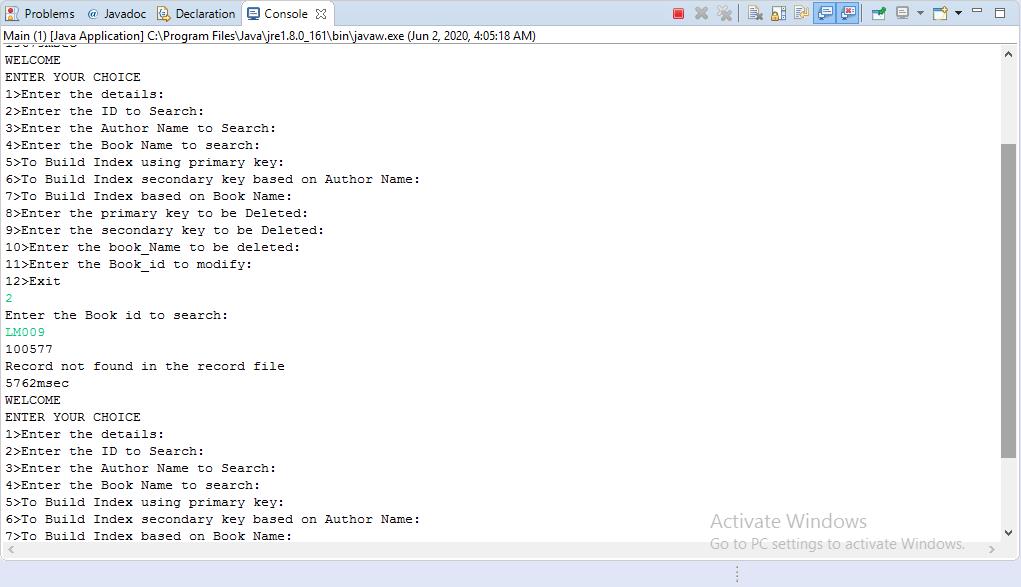 Problems @ Javadoc Declaration Console
Main (1) [Java Application] C:\Program Files\Java\jre1.8.0_161\bin\javaw.exe (Jun 2, 2020, 4:05:18 AM)
WELCOME
ENTER YOUR CHOICE
1>Enter the details:
2>Enter the ID to Search:
3>Enter the Author Name to Search:
4>Enter the Book Name to search:
5>To Build Index using primary key:
6>To Build Index secondary key based on Author Name:
7>To Build Index based on Book Name:
8>Enter the primary key to be Deleted:
9>Enter the secondary key to be Deleted:
10>Enter the book_Name to be deleted:
11>Enter the Book_id to modify:
12>Exit
2
Enter the Book id to search:
LM009
100577
Record not found in the record file
5762msec
WELCOME
ENTER YOUR CHOICE
1>Enter the details:
2>Enter the ID to Search:
3>Enter the Author Name to Search:
4>Enter the Book Name to search:
5>To Build Index using primary key:
6>To Build Index secondary key based on Author Name:
7>To Build Index based on Book Name:
Activate Windows
Go to PC settings to activate Windows.